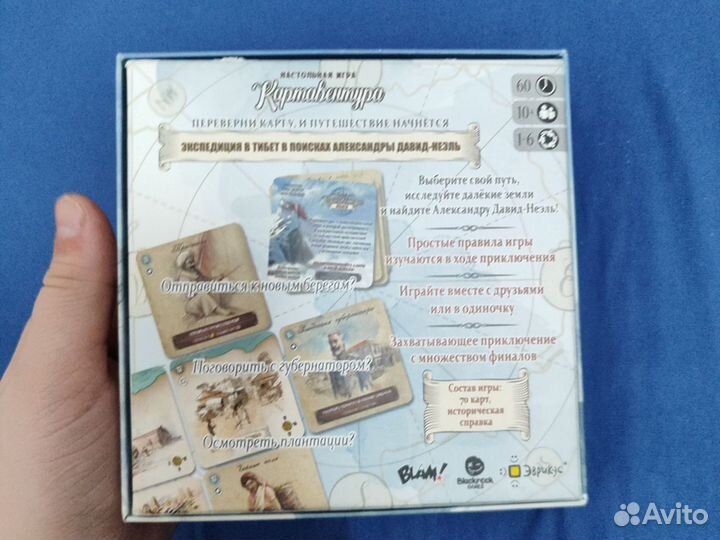 НАСТОЛЬНАЯ ИГРА
Картавентура
ПЕРЕВЕРНИ КАРТУ, И ПУТЕШЕСТВИЕ НАЧНЁТСЯ
ЭКСПЕДИЦИЯ В ТИБЕТ В ПОИСКАХ АЛЕКСАНДРЫ ДАВИД-НЕЭЛЬ
60
10+
1-6
Выберите свой путь,
исследуйте далёкие земли
и найдите Александру Давид-Неэль!
Простые правила игры
изучаются в ходе приключения
Отправиться к новым берегам?
Играйте вместе с друзьями
или в одиночку
Захватывающее приключение
с множеством финалов
Поговорить с губернатором?
Осмотреть плантации?
Состав игры:
70 карт,
историческая
справка
BLAM!
Blackrock
GAMES
Эврикус
Avito